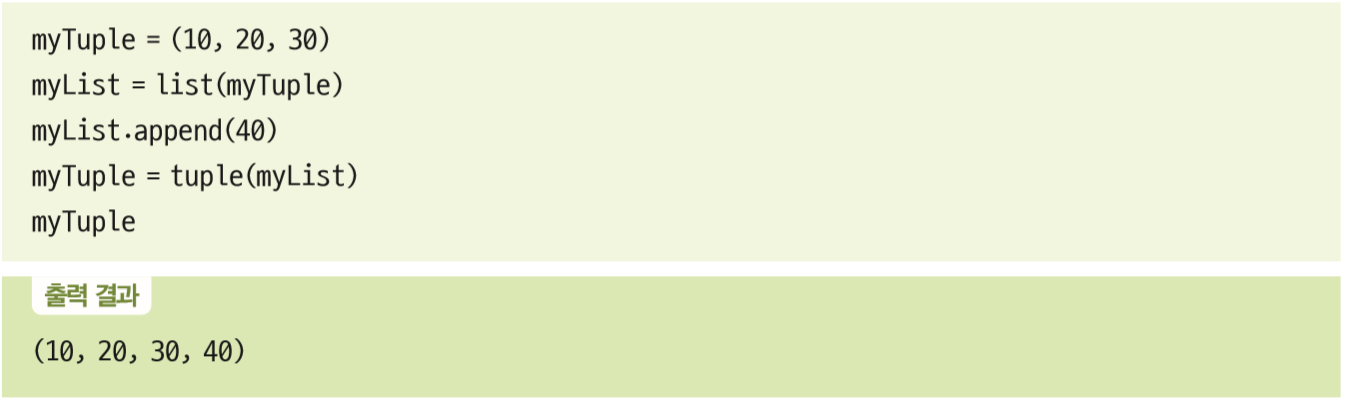 myTuple = (10, 20, 30)
myList = list(myTuple)
myList.append(40)
myTuple = tuple(myList)
myTuple
출력 결과
(10, 20, 30, 40)